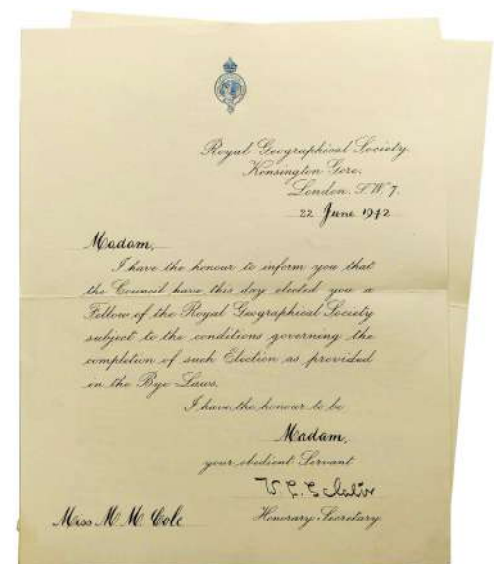 Royal Geographical Society,
Kensington Gore,
London. S.W. 7.
22 June 1942
Madam,
I have the honour to inform you that
the Council have this day elected you a
Fellow of the Royal Geographical Society
subject to the conditions governing the
completion of such Election as provided
in the Bye-Laws.
I have the honour to be
Madam,
your obedient Servant
Honorary Secretary.
Miss M. M. Cole